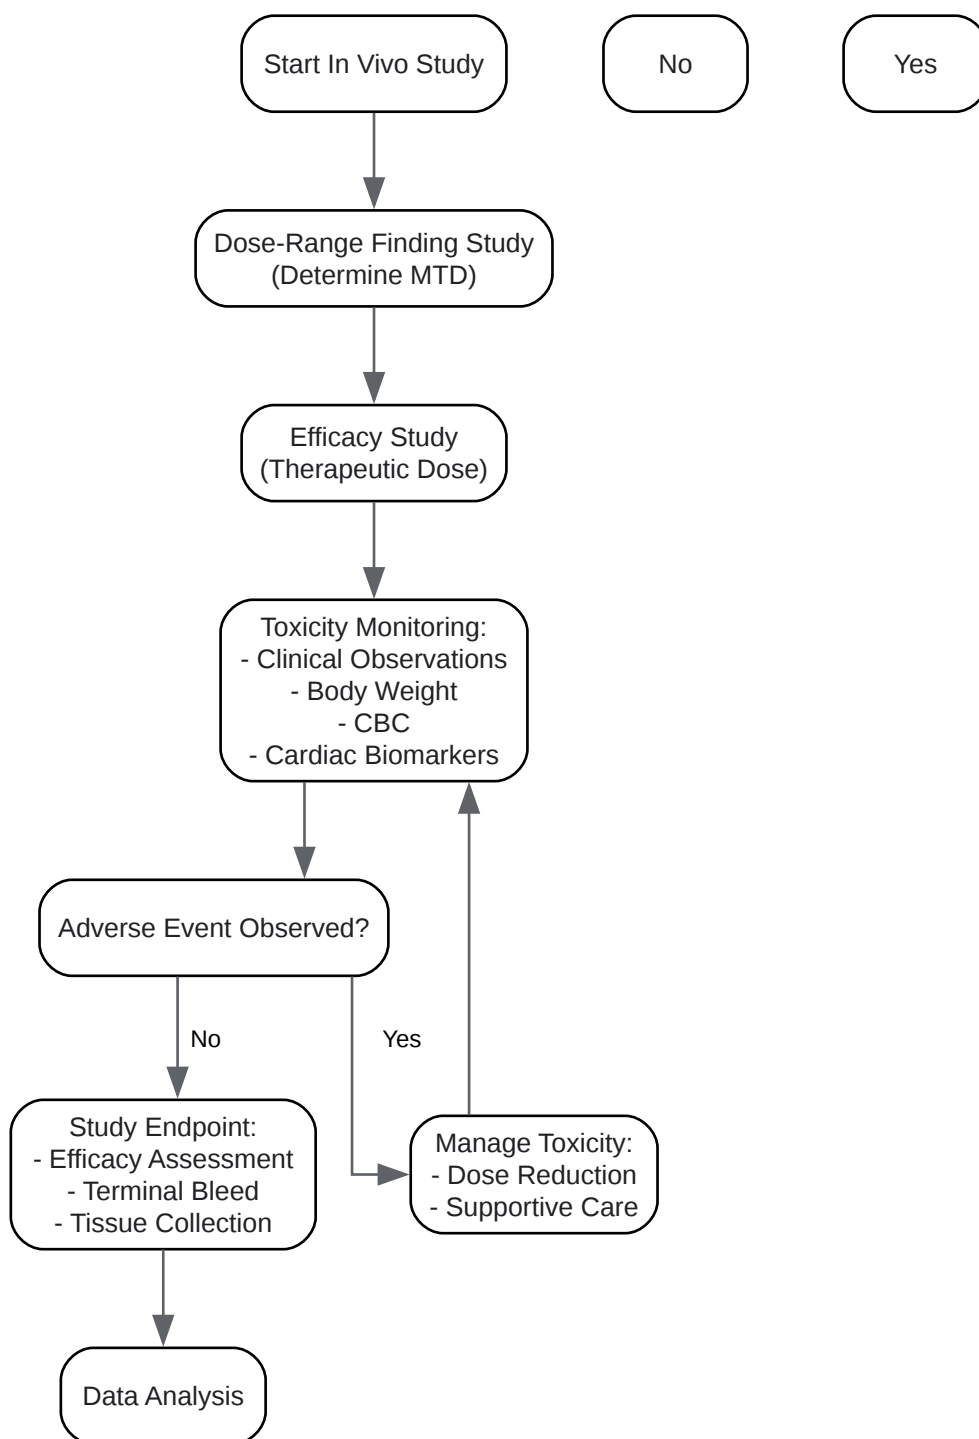 Start In Vivo Study
No
Yes
Dose-Range Finding Study
(Determine MTD)
Efficacy Study
(Therapeutic Dose)
Toxicity Monitoring:
- Clinical Observations
- Body Weight
- CBC
- Cardiac Biomarkers
Adverse Event Observed?
No
Yes
Study Endpoint:
- Efficacy Assessment
- Terminal Bleed
- Tissue Collection
Manage Toxicity:
- Dose Reduction
- Supportive Care
Data Analysis